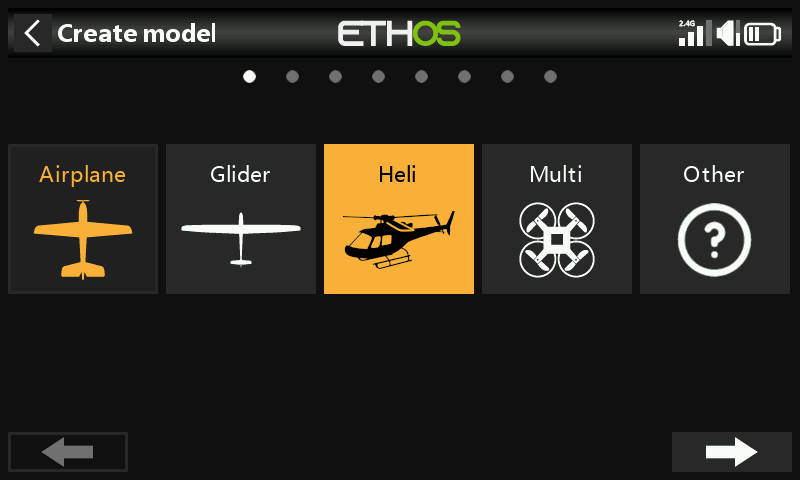 Create model
ETHOS
2.4G
Airplane
Glider
Heli
Multi
Other
?